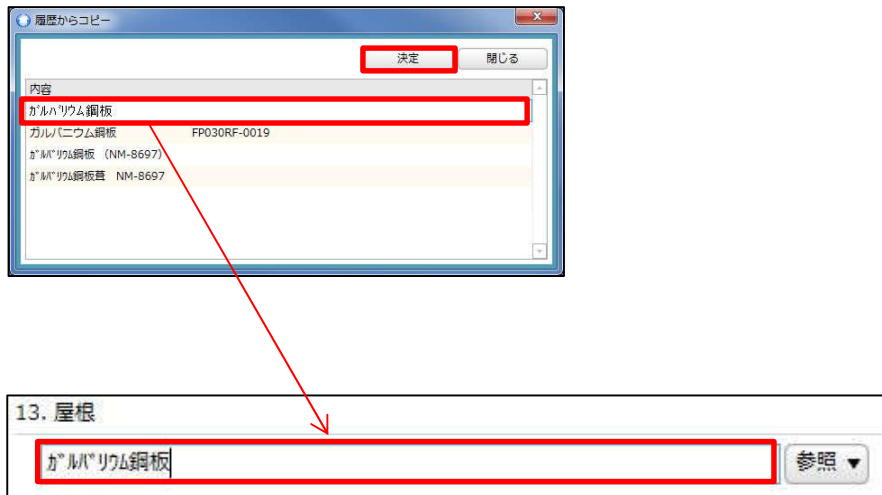 履歴からコピー
x
決定 閉じる
内容
ｶﾞﾙﾊﾞﾘｳﾑ鋼板
ガルバニウム鋼板 FP030RF-0019
ｶﾞﾙﾊﾞﾘｳﾑ鋼板 （NM-8697）
ｶﾞﾙﾊﾞﾘｳﾑ鋼板葺 NM-8697
13. 屋根
ｶﾞﾙﾊﾞﾘｳﾑ鋼板
参照 ▼